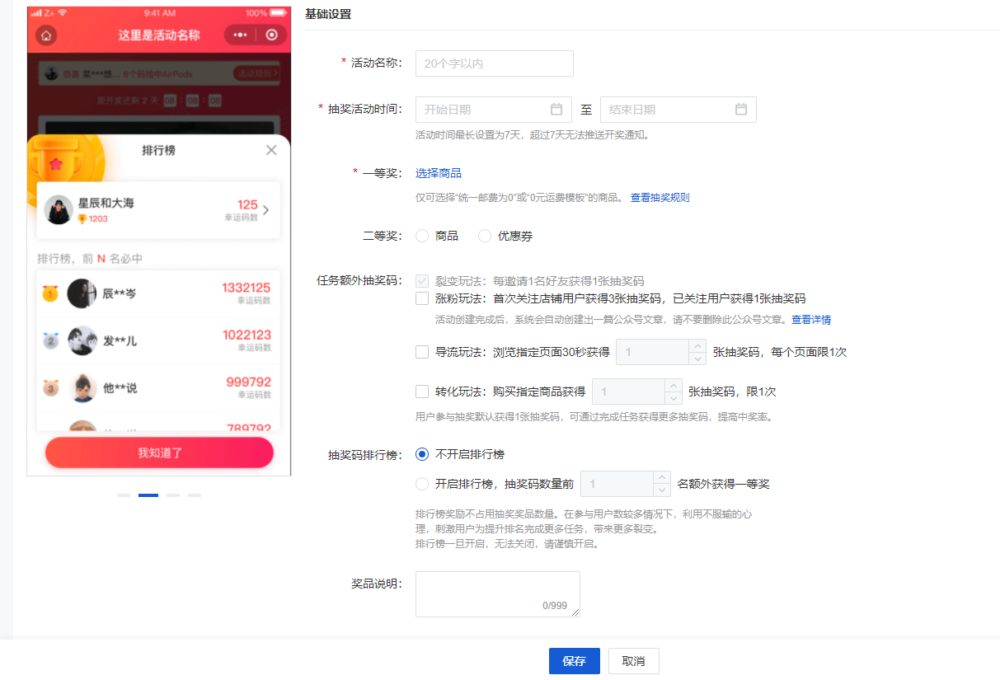 Z+ 9:41 AM 100%
这里是活动名称
恭喜 菜***想... 6个码抽中AirPods 活动规则
距开奖还剩 2 天 08 : 08 : 08
排行榜
星辰和大海
1203
125
幸运码数
排行榜，前 N 名必中
1 辰**岑 1332125
幸运码数
2 发**儿 1022123
幸运码数
3 他**说 999792
幸运码数
789792
我知道了
基础设置
* 活动名称： 20个字以内
* 抽奖活动时间： 开始日期 至 结束日期
活动时间最长设置为7天，超过7天无法推送开奖通知。
* 一等奖： 选择商品
仅可选择“统一邮费为0”或“0元运费模板”的商品。 查看抽奖规则
二等奖： 商品 优惠券
任务额外抽奖码： 裂变玩法：每邀请1名好友获得1张抽奖码
涨粉玩法：首次关注店铺用户获得3张抽奖码，已关注用户获得1张抽奖码
活动创建完成后，系统会自动创建出一篇公众号文章，请不要删除此公众号文章。查看详情
导流玩法：浏览指定页面30秒获得 1 张抽奖码，每个页面限1次
转化玩法：购买指定商品获得 1 张抽奖码，限1次
用户参与抽奖默认获得1张抽奖码，可通过完成任务获得更多抽奖码，提高中奖率。
抽奖码排行榜： 不开启排行榜
开启排行榜，抽奖码数量前 1 名额外获得一等奖
排行榜奖励不占用抽奖奖品数量。在参与用户数较多情况下，利用不服输的心
理，刺激用户为提升排名完成更多任务，带来更多裂变。
排行榜一旦开启，无法关闭，请谨慎开启。
奖品说明：
0/999
保存 取消